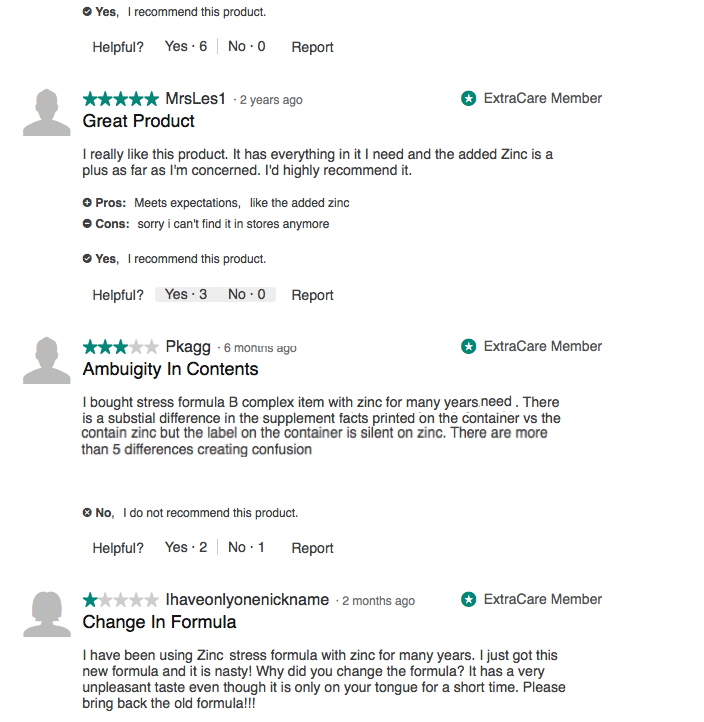 Yes, I recommend this product.
Helpful? Yes · 6 No · 0 Report
MrsLes1 · 2 years ago ExtraCare Member
Great Product
I really like this product. It has everything in it I need and the added Zinc is a
plus as far as I'm concerned. I'd highly recommend it.
Pros: Meets expectations, like the added zinc
Cons: sorry i can't find it in stores anymore
Yes, I recommend this product.
Helpful? Yes · 3 No · 0 Report
Pkagg · 6 months ago ExtraCare Member
Ambuigity In Contents
I bought stress formula B complex item with zinc for many years need . There
is a substial difference in the supplement facts printed on the container vs the
contain zinc but the label on the container is silent on zinc. There are more
than 5 differences creating confusion
No, I do not recommend this product.
Helpful? Yes · 2 No · 1 Report
Ihaveonlyonenickname · 2 months ago ExtraCare Member
Change In Formula
I have been using Zinc stress formula with zinc for many years. I just got this
new formula and it is nasty! Why did you change the formula? It has a very
unpleasant taste even though it is only on your tongue for a short time. Please
bring back the old formula!!!